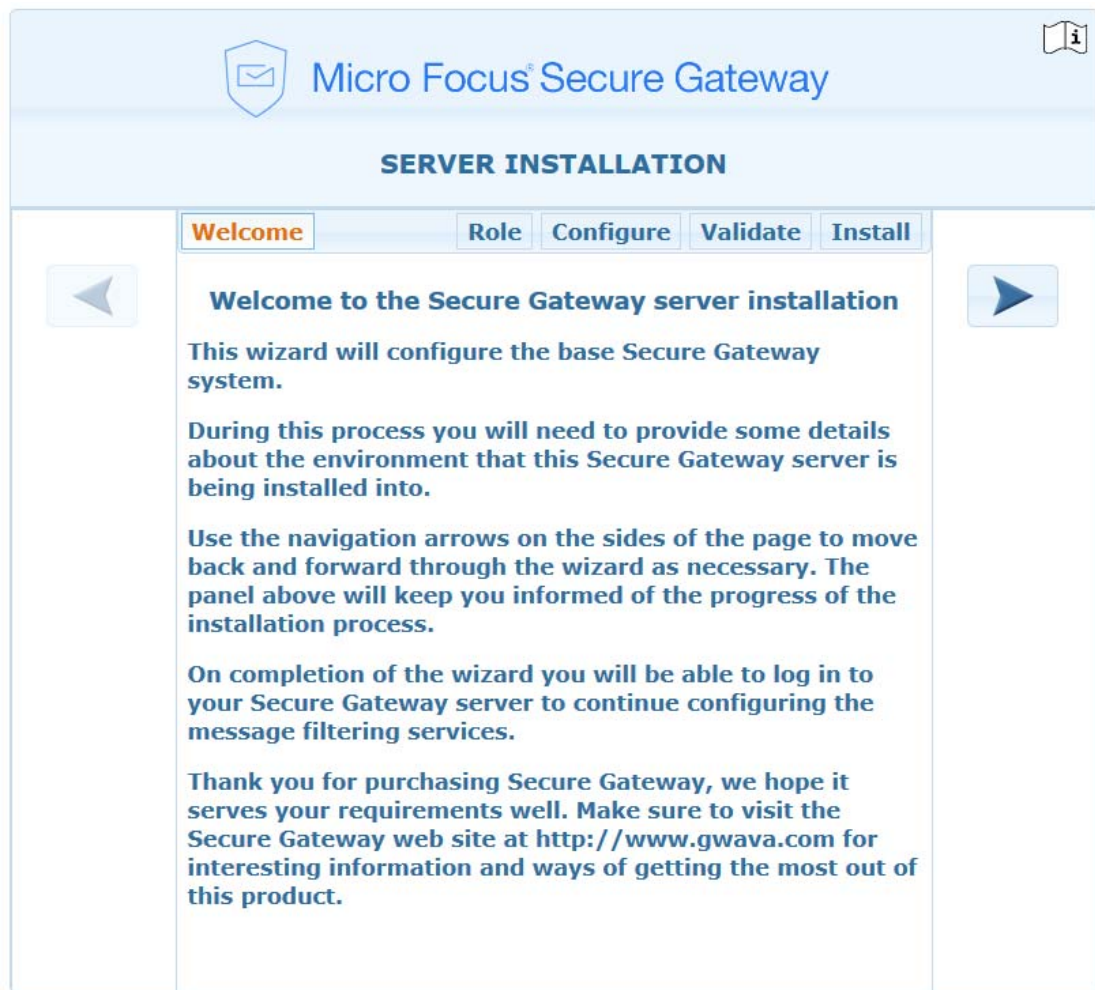 Micro Focus® Secure Gateway
SERVER INSTALLATION
Welcome Role Configure Validate Install
Welcome to the Secure Gateway server installation
This wizard will configure the base Secure Gateway
system.
During this process you will need to provide some details
about the environment that this Secure Gateway server is
being installed into.
Use the navigation arrows on the sides of the page to move
back and forward through the wizard as necessary. The
panel above will keep you informed of the progress of the
installation process.
On completion of the wizard you will be able to log in to
your Secure Gateway server to continue configuring the
message filtering services.
Thank you for purchasing Secure Gateway, we hope it
serves your requirements well. Make sure to visit the
Secure Gateway web site at http://www.gwava.com for
interesting information and ways of getting the most out of
this product.